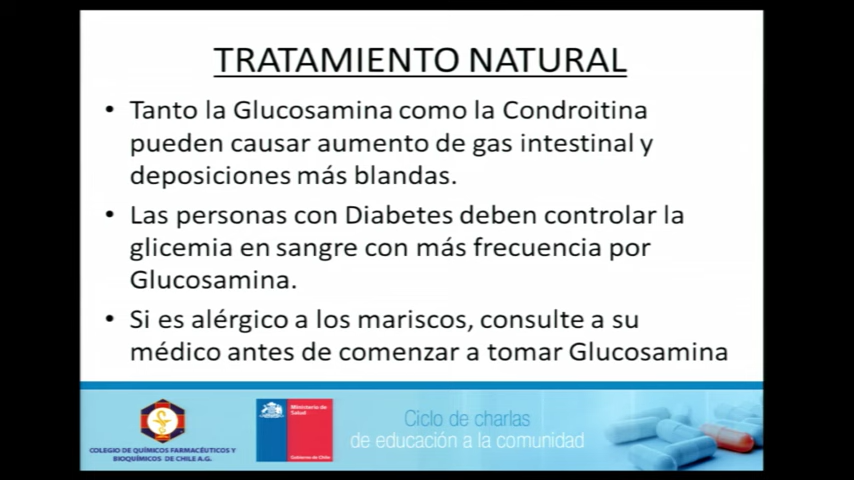 TRATAMIENTO NATURAL
• Tanto la Glucosamina como la Condroitina
pueden causar aumento de gas intestinal y
deposiciones más blandas.
• Las personas con Diabetes deben controlar la
glicemia en sangre con más frecuencia por
Glucosamina.
• Si es alérgico a los mariscos, consulte a su
médico antes de comenzar a tomar Glucosamina
COLEGIO DE QUÍMICOS FARMACÉUTICOS Y
BIOQUÍMICOS DE CHILE A.G.
Ministerio de
Salud
Gobierno de Chile
Ciclo de charlas
de educación a la comunidad